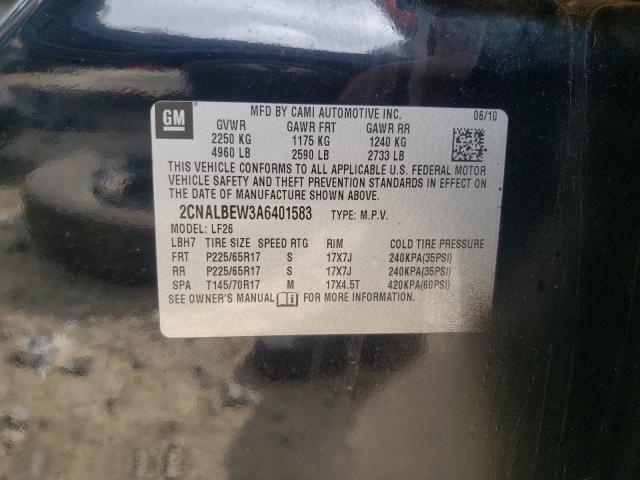 GM
MFD BY CAMI AUTOMOTIVE INC. 06/10
GVWR GAWR FRT GAWR RR
2250 KG 1175 KG 1240 KG
4960 LB 2590 LB 2733 LB
THIS VEHICLE CONFORMS TO ALL APPLICABLE U.S. FEDERAL MOTOR
VEHICLE SAFETY AND THEFT PREVENTION STANDARDS IN EFFECT ON
THE DATE OF MANUFACTURE SHOWN ABOVE.
2CNALBEW3A6401583 TYPE: M.P.V.
MODEL: LF26
LBH7 TIRE SIZE SPEED RTG RIM COLD TIRE PRESSURE
FRT P225/65R17 S 17X7J 240KPA(35PSI)
RR P225/65R17 S 17X7J 240KPA(35PSI)
SPA T145/70R17 M 17X4.5T 420KPA(60PSI)
SEE OWNER'S MANUAL FOR MORE INFORMATION.